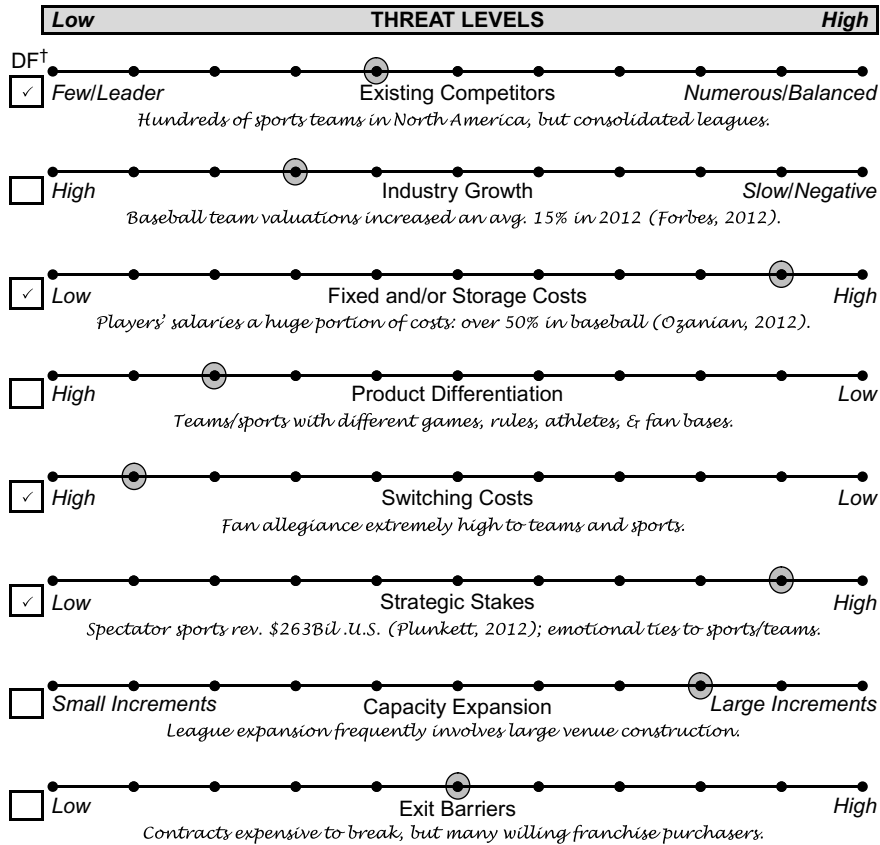 Low THREAT LEVELS High
DF†
✓ Few/Leader Existing Competitors Numerous/Balanced
Hundreds of sports teams in North America, but consolidated leagues.
High Industry Growth Slow/Negative
Baseball team valuations increased an avg. 15% in 2012 (Forbes, 2012).
✓ Low Fixed and/or Storage Costs High
Players' salaries a huge portion of costs: over 50% in baseball (Ozanian, 2012).
High Product Differentiation Low
Teams/sports with different games, rules, athletes, & fan bases.
✓ High Switching Costs Low
Fan allegiance extremely high to teams and sports.
✓ Low Strategic Stakes High
Spectator sports rev. $263Bil .U.S. (Plunkett, 2012); emotional ties to sports/teams.
Small Increments Capacity Expansion Large Increments
League expansion frequently involves large venue construction.
Low Exit Barriers High
Contracts expensive to break, but many willing franchise purchasers.